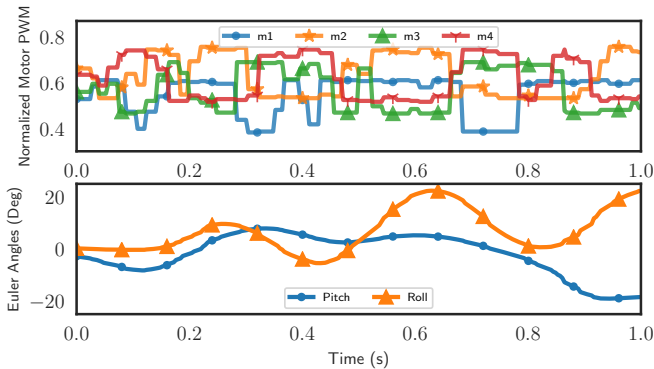 m1 m2 m3 m4
Normalized Motor PWM
0.8
0.6
0.4
0.0 0.2 0.4 0.6 0.8 1.0
Euler Angles (Deg)
20
0
−20
Pitch Roll
0.0 0.2 0.4 0.6 0.8 1.0
Time (s)